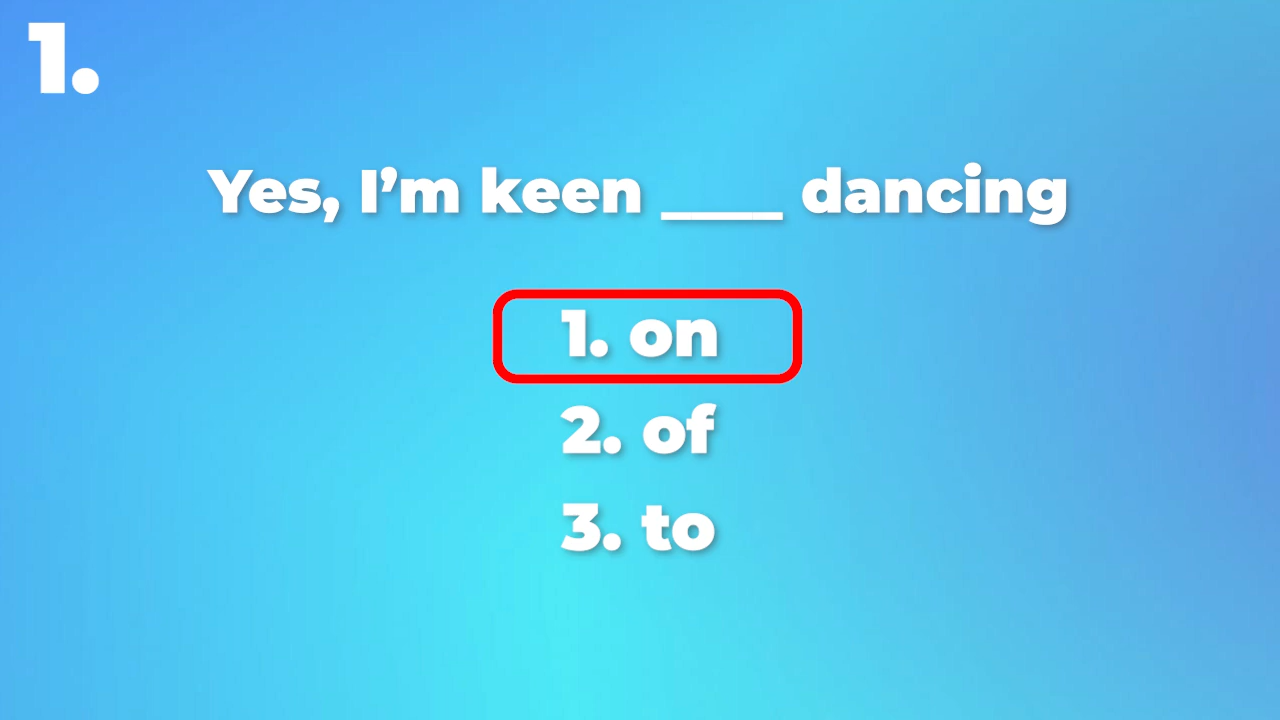 1.
Yes, I’m keen ____ dancing
1. on
2. of
3. to